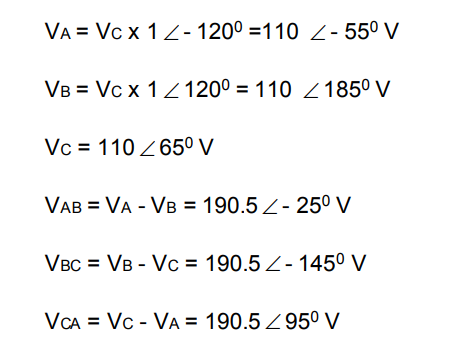 VA = VC x 1 ∠- 120⁰ =110 ∠- 55⁰ V
VB = VC x 1 ∠120⁰ = 110 ∠185⁰ V
VC = 110 ∠65⁰ V
VAB = VA - VB = 190.5 ∠- 25⁰ V
VBC = VB - VC = 190.5 ∠- 145⁰ V
VCA = VC - VA = 190.5 ∠95⁰ V